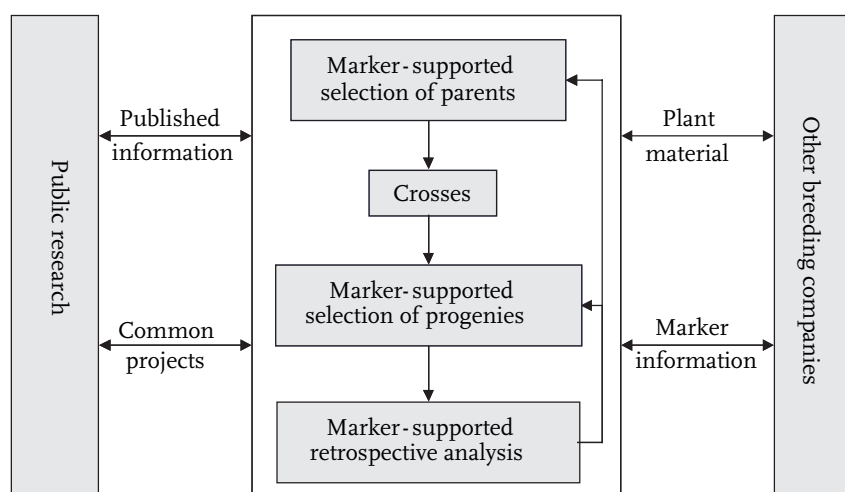 Public research
Published
information
Common
projects
Marker-supported
selection of parents
Crosses
Marker-supported
selection of progenies
Marker-supported
retrospective analysis
Plant
material
Marker
information
Other breeding companies